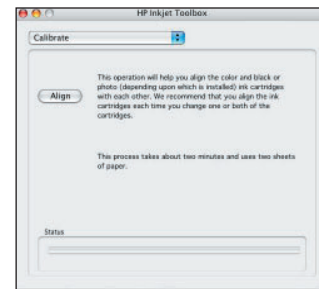 HP Inkjet Toolbox
Calibrate
Align
This operation will help you align the color and black or
photo (depending upon which is installed) ink cartridges
with each other. We recommend that you align the ink
cartridges each time you change one or both of the
cartridges.
This process takes about two minutes and uses two sheets
of paper.
Status